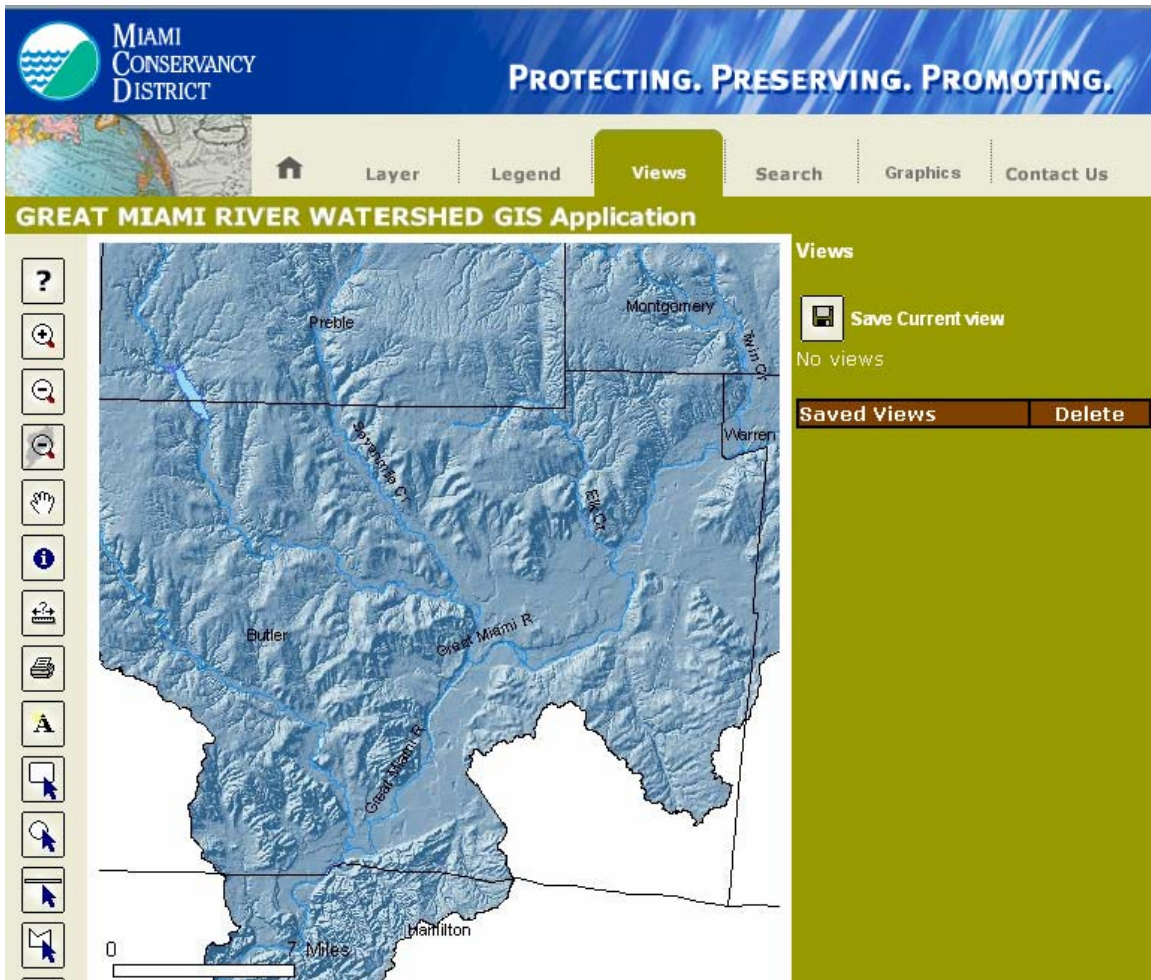 MIAMI
CONSERVANCY
DISTRICT
PROTECTING. PRESERVING. PROMOTING.
Layer
Legend
Views
Search
Graphics
Contact Us
GREAT MIAMI RIVER WATERSHED GIS Application
?
i
?
A
Views
Save Current view
No views
Saved Views
Delete
Preble
Montgomery
Twin Cr
Warren
Sevenmile Cr
Elk Cr
Butler
Great Miami R
Great Miami R
Hamilton
0
7 Miles